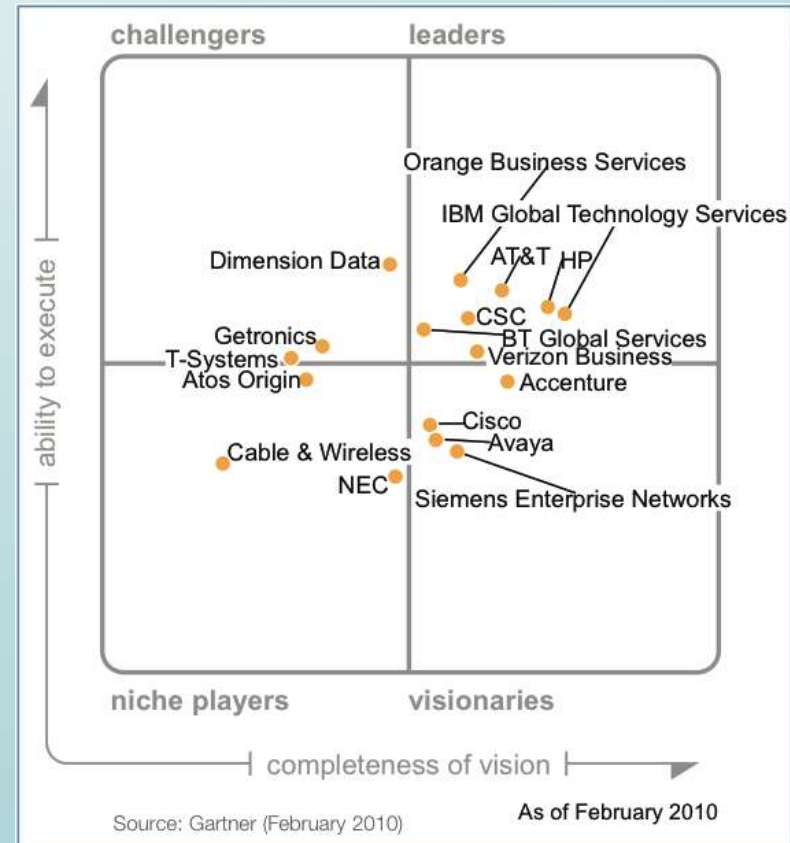 challengers
leaders
Orange Business Services
IBM Global Technology Services
AT&T
HP
Dimension Data
CSC
Getronics
BT Global Services
T-Systems
Verizon Business
Atos Origin
Accenture
Cisco
Avaya
Cable & Wireless
NEC
Siemens Enterprise Networks
ability to execute
niche players
visionaries
completeness of vision
As of February 2010
Source: Gartner (February 2010)